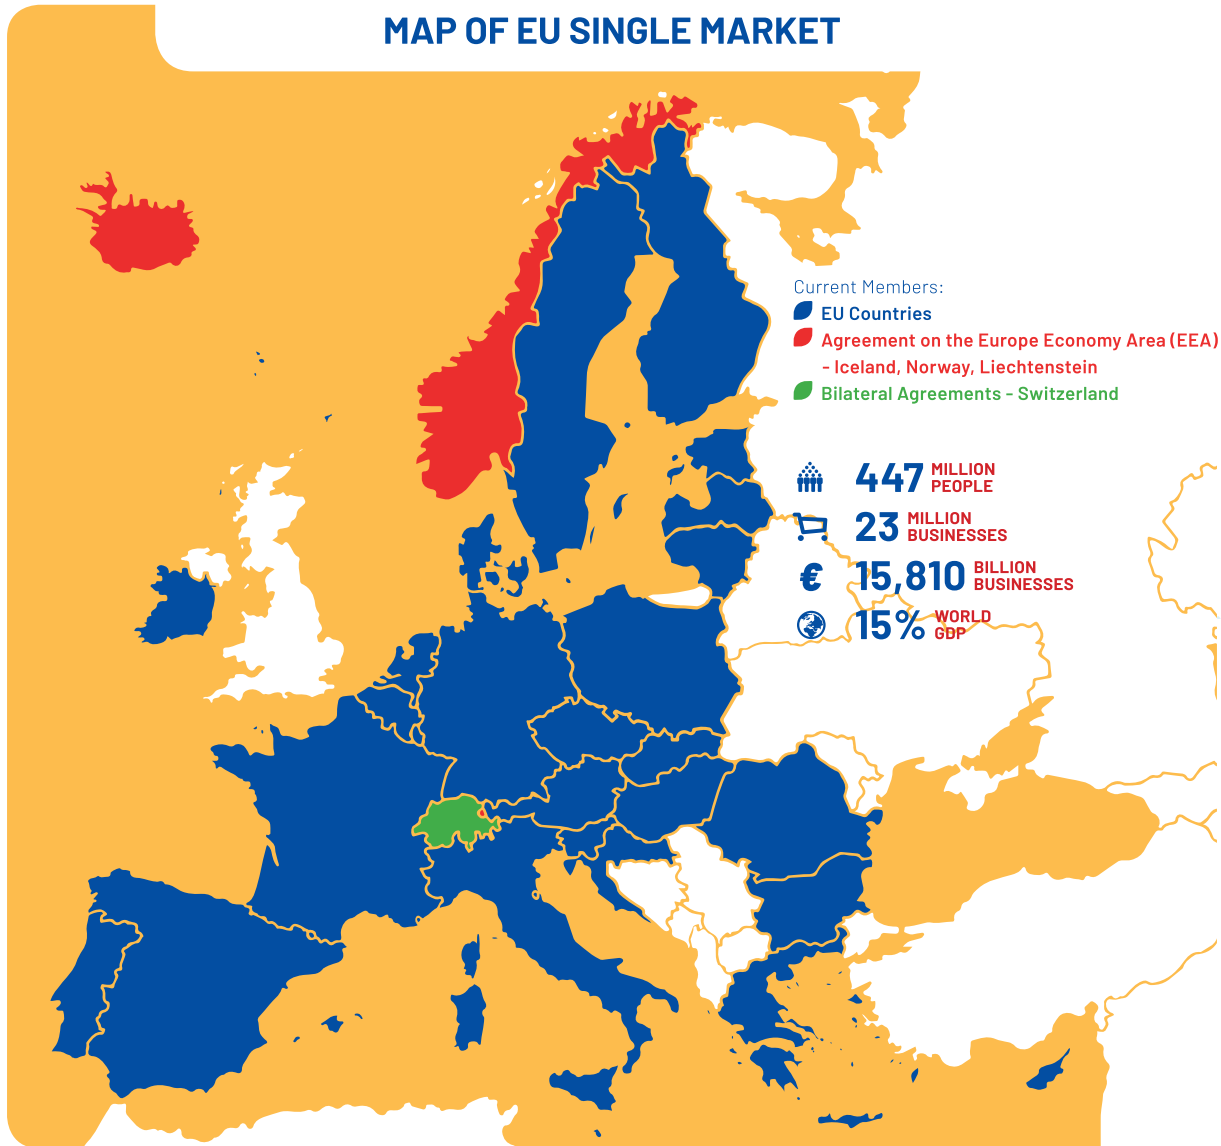 MAP OF EU SINGLE MARKET
Current Members:
EU Countries
Agreement on the Europe Economy Area (EEA)
- Iceland, Norway, Liechtenstein
Bilateral Agreements - Switzerland
447 MILLION
PEOPLE
23 MILLION
BUSINESSES
€ 15,810 BILLION
BUSINESSES
15% WORLD
GDP